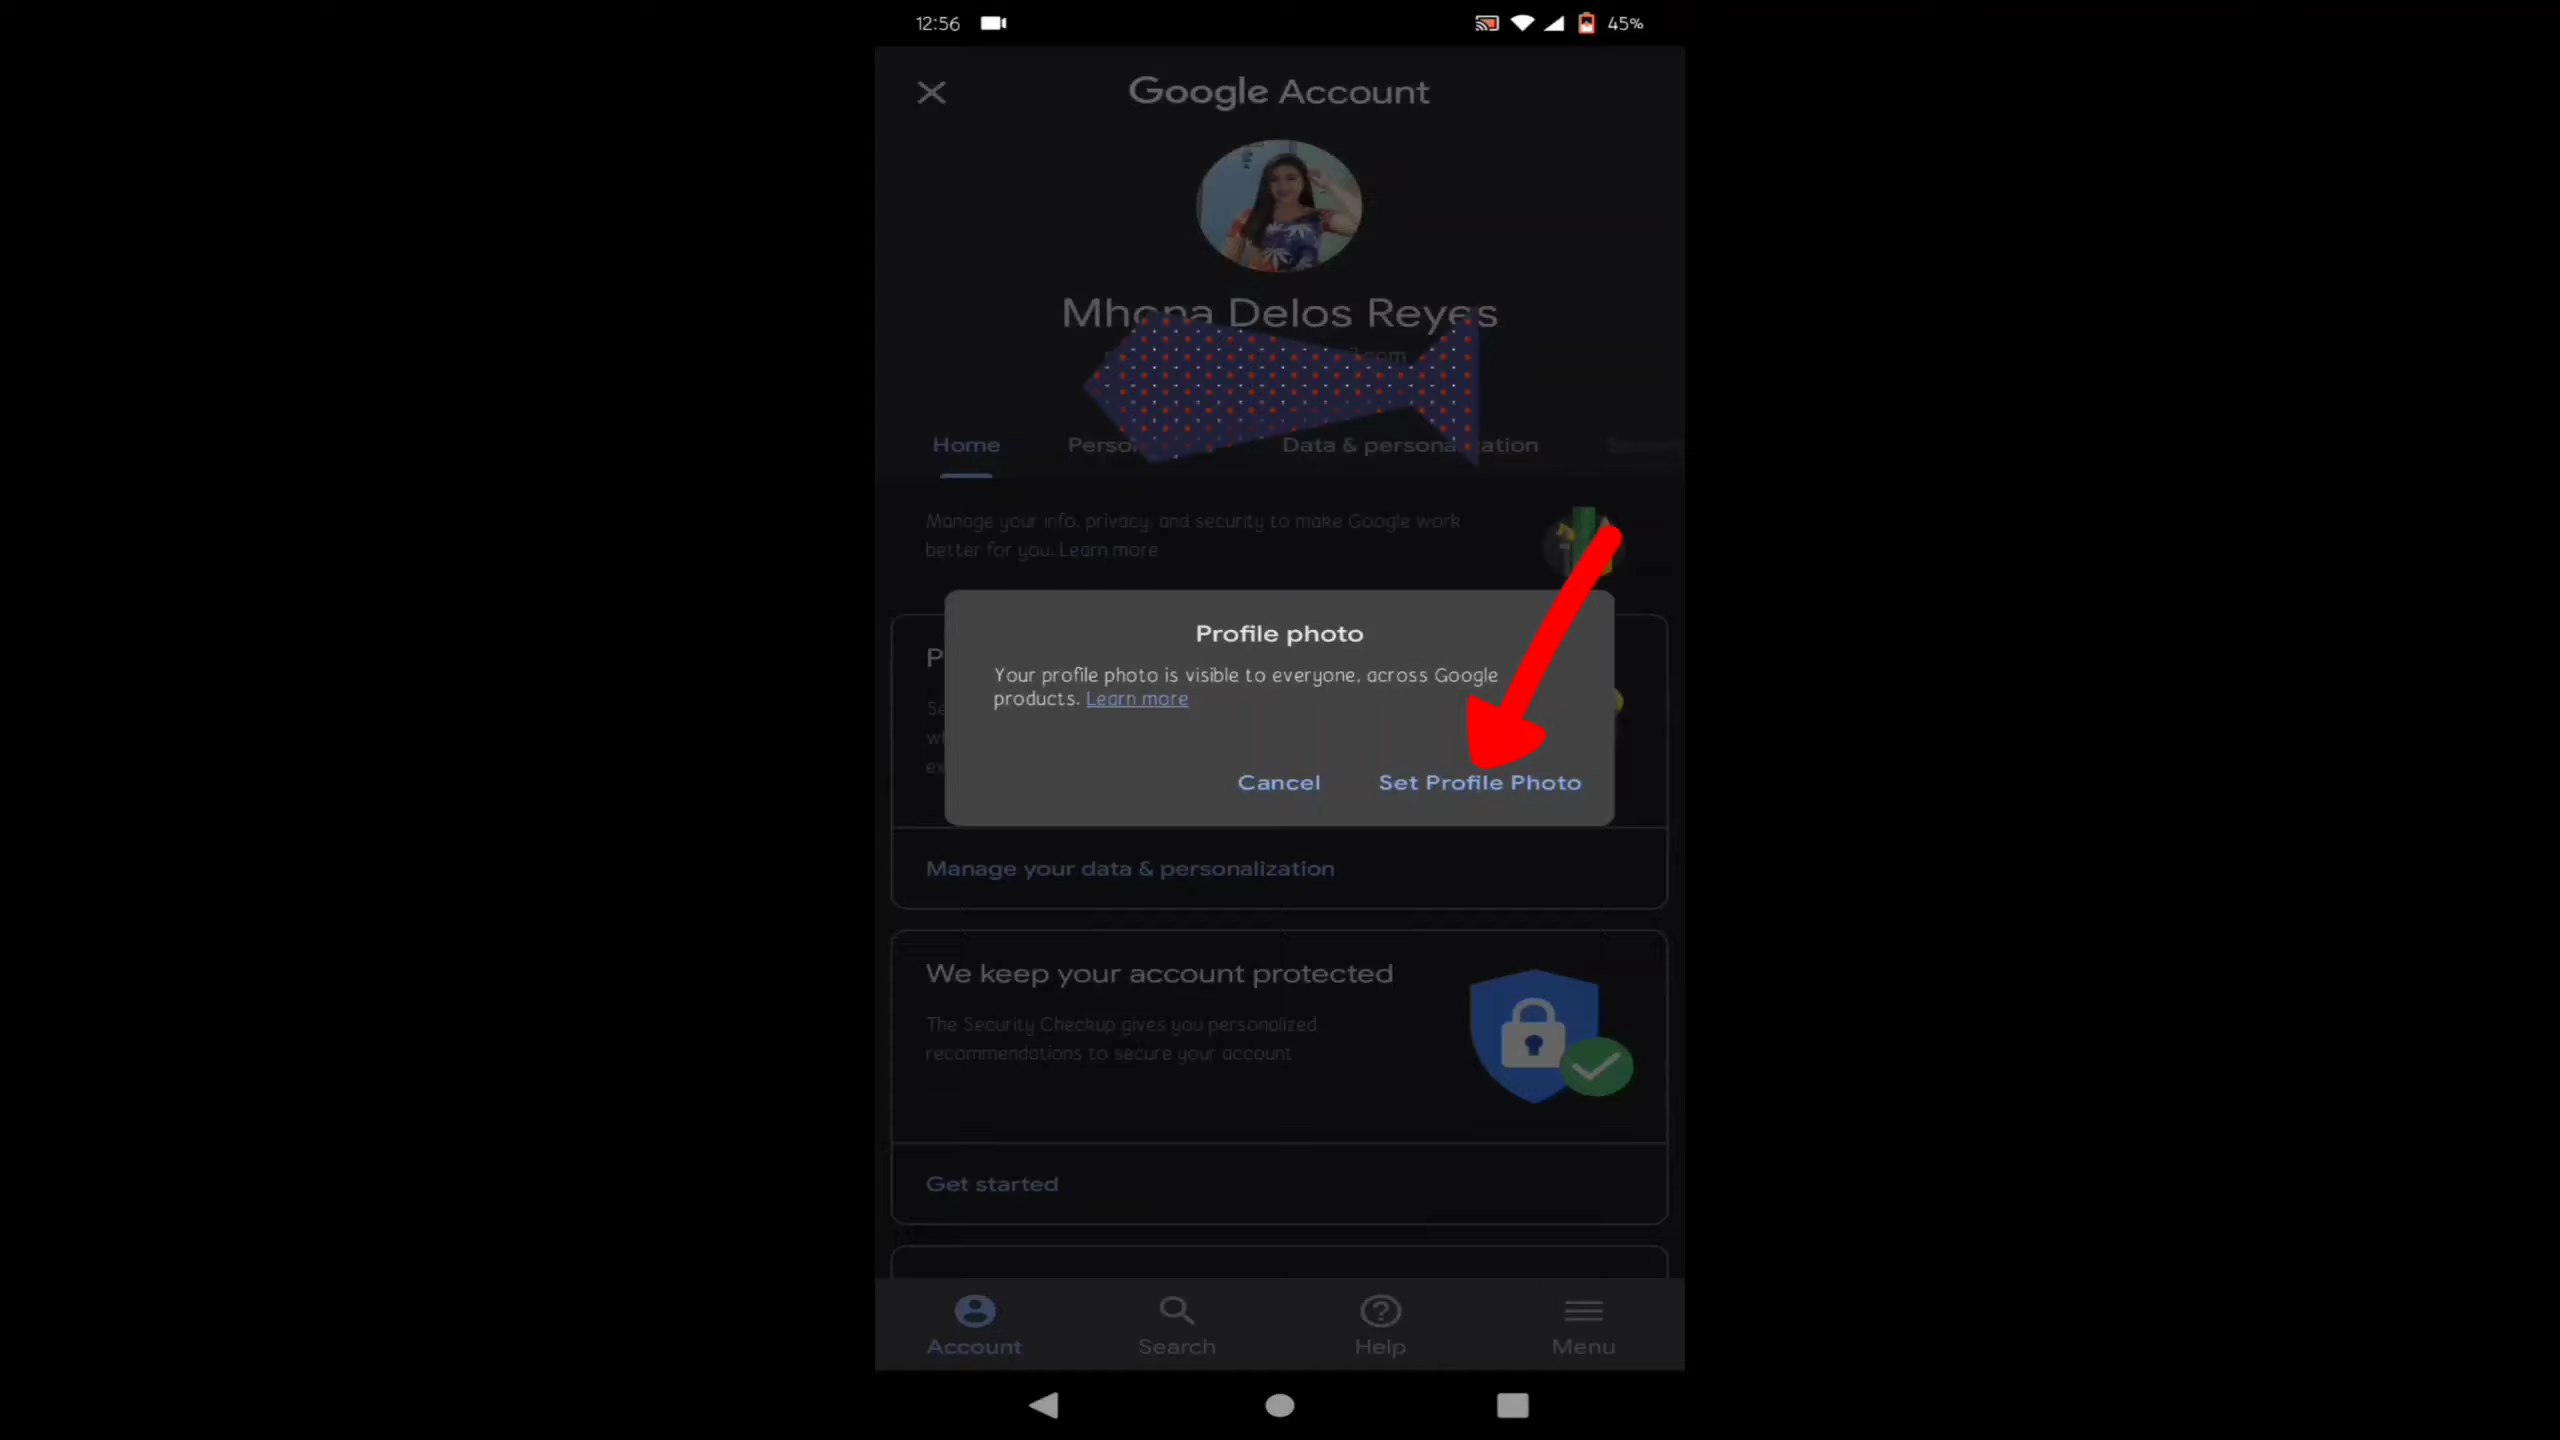 12:56
45%
Google Account
Mhona Delos Reyes
.com
Home Perso Data & persona ation
Manage your info, privacy, and security to make Google work
better for you. Learn more
Profile photo
Your profile photo is visible to everyone, across Google
products. Learn more
Cancel Set Profile Photo
Manage your data & personalization
We keep your account protected
The Security Checkup gives you personalized
recommendations to secure your account
Get started
Account Search Help Menu